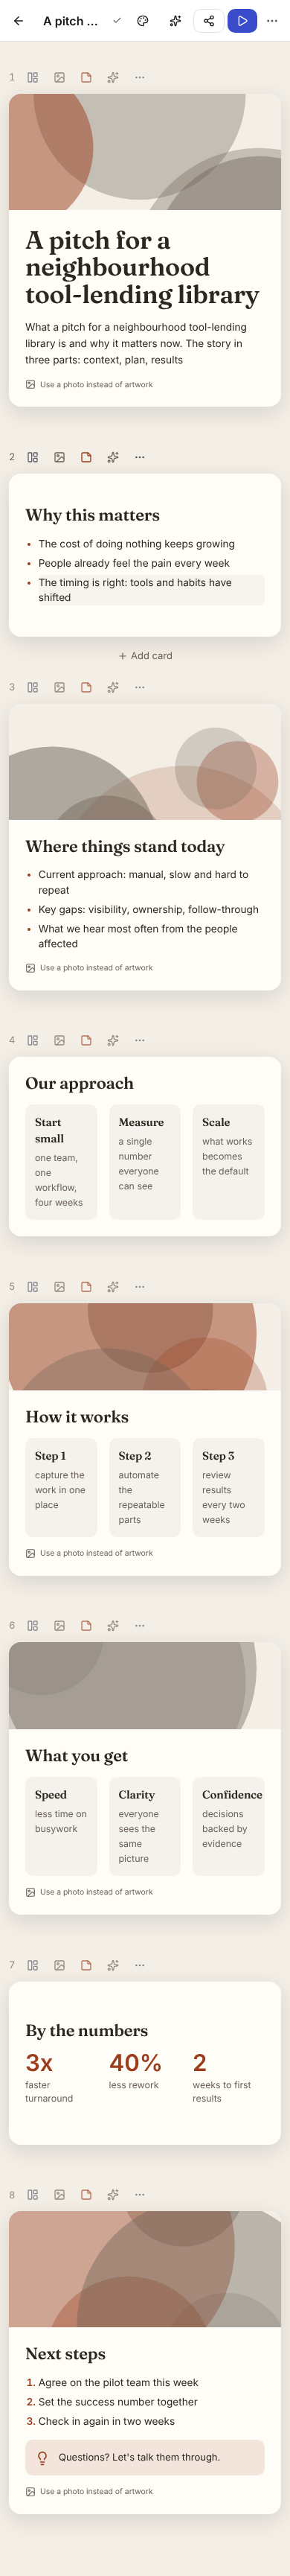 A pitch ...
1
A pitch for a
neighbourhood
tool-lending library
What a pitch for a neighbourhood tool-lending
library is and why it matters now. The story in
three parts: context, plan, results
Use a photo instead of artwork
2
Why this matters
• The cost of doing nothing keeps growing
• People already feel the pain every week
• The timing is right: tools and habits have
shifted
+ Add card
3
Where things stand today
• Current approach: manual, slow and hard to
repeat
• Key gaps: visibility, ownership, follow-through
• What we hear most often from the people
affected
Use a photo instead of artwork
4
Our approach
Start
small
one team,
one
workflow,
four weeks
Measure
a single
number
everyone
can see
Scale
what works
becomes
the default
5
How it works
Step 1
capture the
work in one
place
Step 2
automate
the
repeatable
parts
Step 3
review
results
every two
weeks
Use a photo instead of artwork
6
What you get
Speed
less time on
busywork
Clarity
everyone
sees the
same
picture
Confidence
decisions
backed by
evidence
Use a photo instead of artwork
7
By the numbers
3x
faster
turnaround
40%
less rework
2
weeks to first
results
8
Next steps
1. Agree on the pilot team this week
2. Set the success number together
3. Check in again in two weeks
Questions? Let's talk them through.
Use a photo instead of artwork